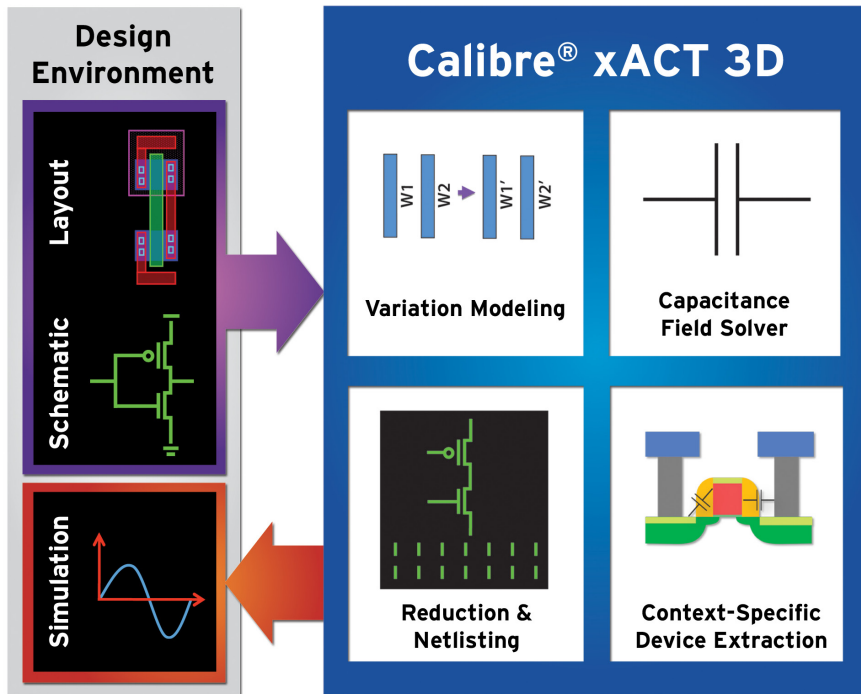 Design
Environment
Layout
Schematic
Simulation
Calibre® xACT 3D
W1
W2
W1'
W2'
Variation Modeling
Capacitance
Field Solver
Reduction &
Netlisting
Context-Specific
Device Extraction